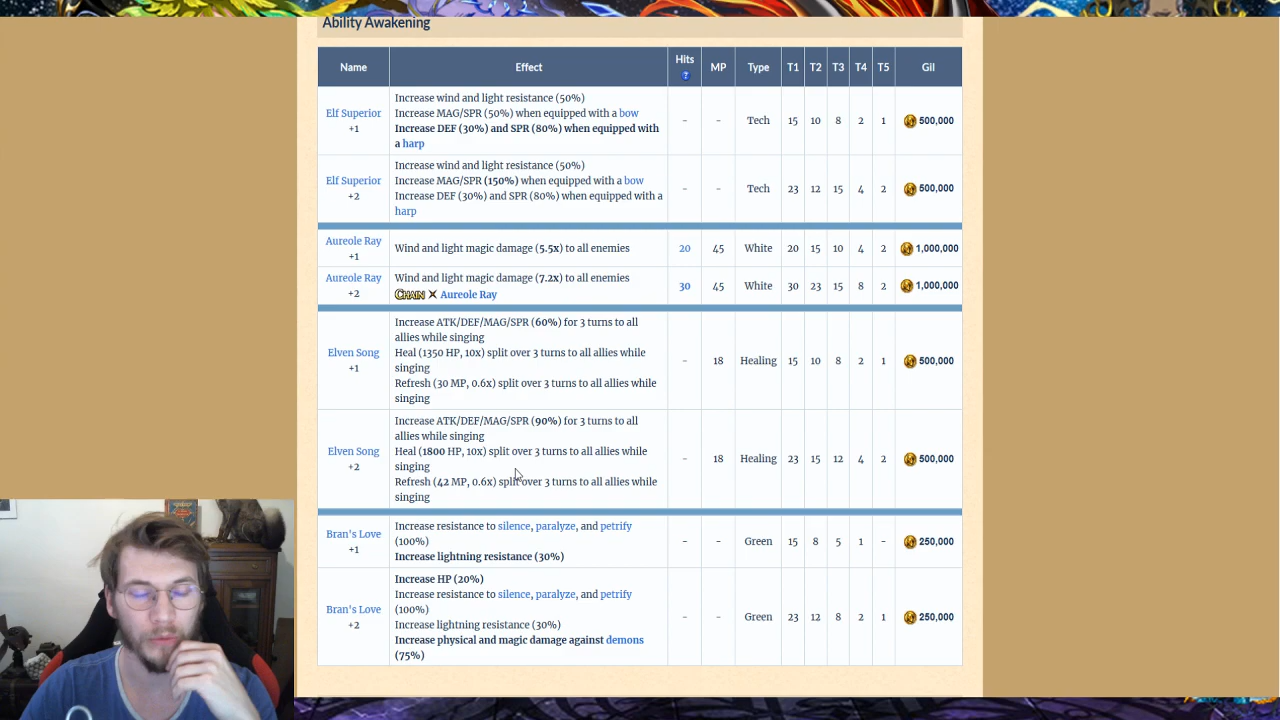 Ability Awakening
Name Effect Hits MP Type T1 T2 T3 T4 T5 Gil
?
Elf Superior
+1
Increase wind and light resistance (50%)
Increase MAG/SPR (50%) when equipped with a bow
Increase DEF (30%) and SPR (80%) when equipped with
a harp
- - Tech 15 10 8 2 1 500,000
Elf Superior
+2
Increase wind and light resistance (50%)
Increase MAG/SPR (150%) when equipped with a bow
Increase DEF (30%) and SPR (80%) when equipped with a
harp
- - Tech 23 12 15 4 2 500,000
Aureole Ray
+1
Wind and light magic damage (5.5x) to all enemies
20 45 White 20 15 10 4 2 1,000,000
Aureole Ray
+2
Wind and light magic damage (7.2x) to all enemies
CHAIN X Aureole Ray
30 45 White 30 23 15 8 2 1,000,000
Elven Song
+1
Increase ATK/DEF/MAG/SPR (60%) for 3 turns to all
allies while singing
Heal (1350 HP, 10x) split over 3 turns to all allies while
singing
Refresh (30 MP, 0.6x) split over 3 turns to all allies while
singing
- 18 Healing 15 10 8 2 1 500,000
Elven Song
+2
Increase ATK/DEF/MAG/SPR (90%) for 3 turns to all
allies while singing
Heal (1800 HP, 10x) split over 3 turns to all allies while
singing
Refresh (42 MP, 0.6x) split over 3 turns to all allies while
singing
- 18 Healing 23 15 12 4 2 500,000
Bran's Love
+1
Increase resistance to silence, paralyze, and petrify
(100%)
Increase lightning resistance (30%)
- - Green 15 8 5 1 - 250,000
Bran's Love
+2
Increase HP (20%)
Increase resistance to silence, paralyze, and petrify
(100%)
Increase lightning resistance (30%)
Increase physical and magic damage against demons
(75%)
- - Green 23 12 8 2 1 250,000